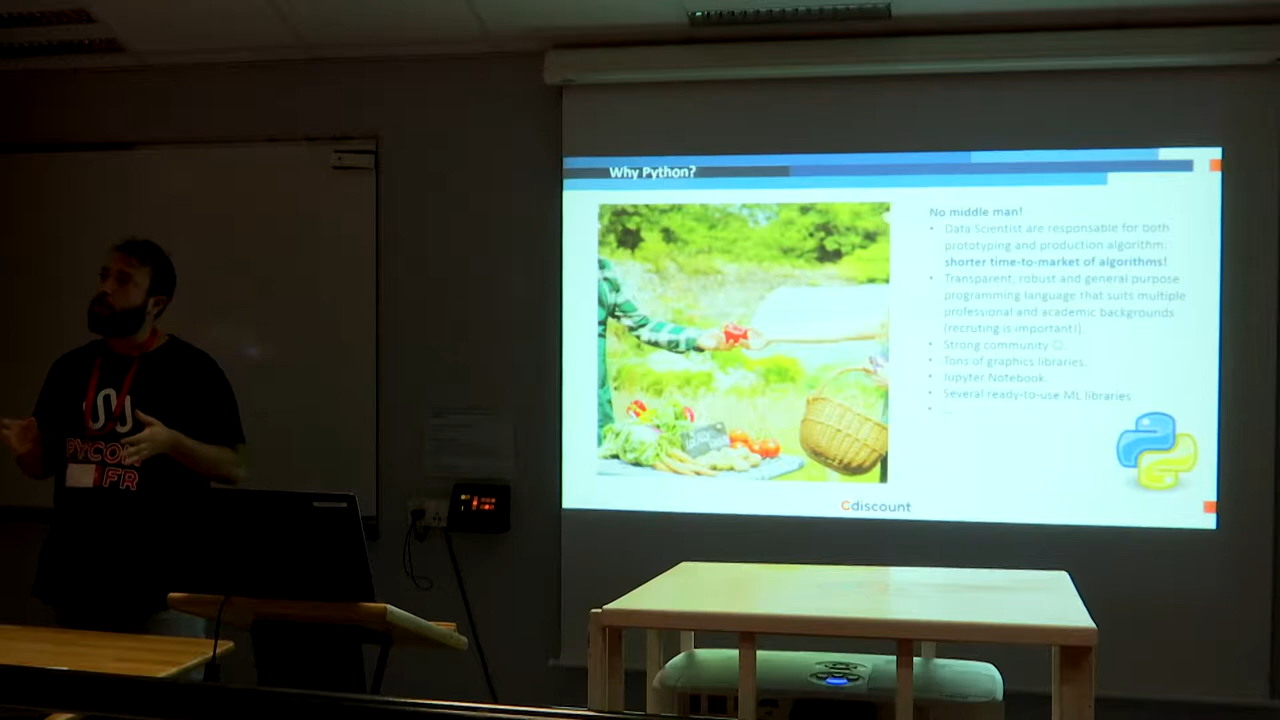 Why Python?
No middle man!
• Data Scientist are responsible for both
prototyping and production algorithm:
shorter time-to-market of algorithms!
• Transparent, robust and general purpose
programming language that suits multiple
professional and academic backgrounds
(recruting is important!).
• Strong community ☺.
• Tons of graphics libraries.
• Jupyter Notebook.
• Several ready-to-use ML libraries
• ...
Cdiscount
PYCON
FR